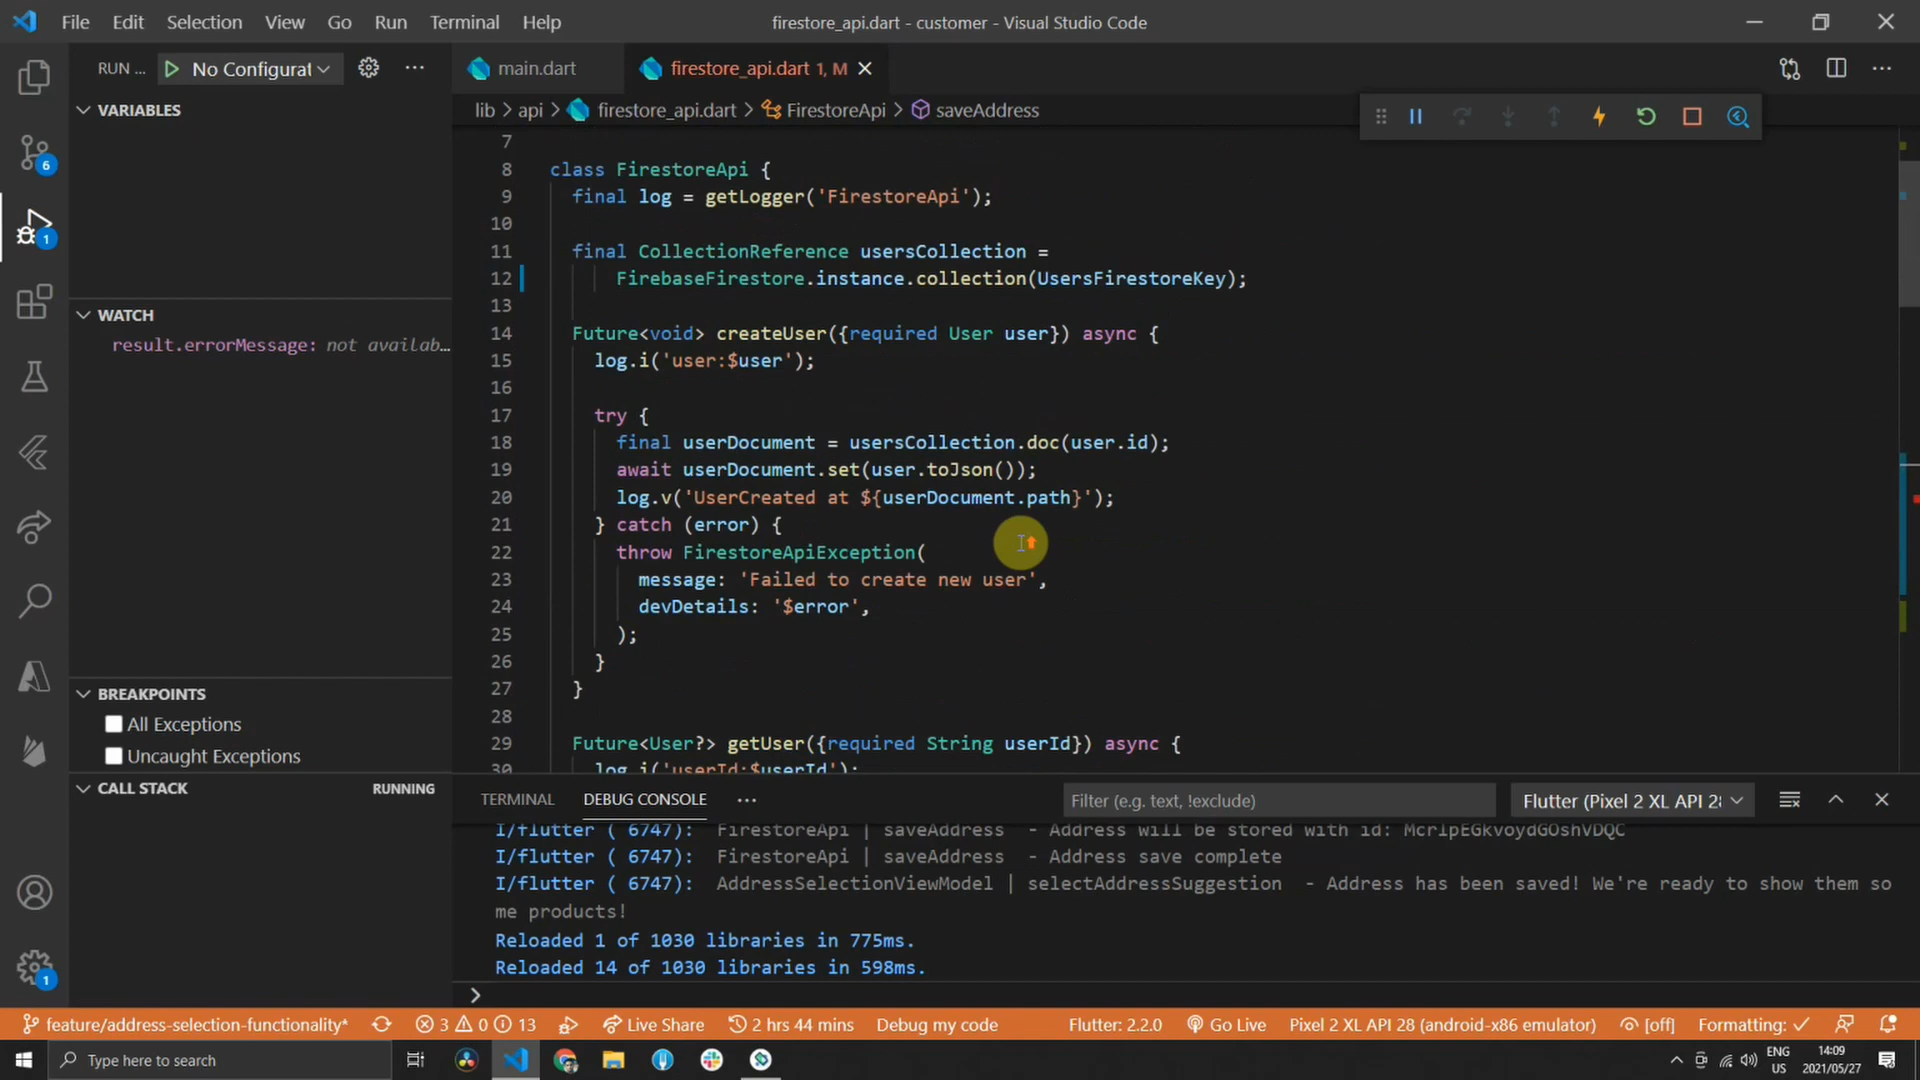 File Edit Selection View Go Run Terminal Help
firestore_api.dart - customer - Visual Studio Code
RUN ... No Configurat
main.dart
firestore_api.dart 1, M
lib > api > firestore_api.dart > FirestoreApi > saveAddress
VARIABLES
WATCH
result.errorMessage: not availab...
BREAKPOINTS
All Exceptions
Uncaught Exceptions
CALL STACK RUNNING
6
1
1
7
8 class FirestoreApi {
9 final log = getLogger('FirestoreApi');
10
11 final CollectionReference usersCollection =
12 FirebaseFirestore.instance.collection(UsersFirestoreKey);
13
14 Future<void> createUser({required User user}) async {
15 log.i('user:$user');
16
17 try {
18 final userDocument = usersCollection.doc(user.id);
19 await userDocument.set(user.toJson());
20 log.v('UserCreated at ${userDocument.path}');
21 } catch (error) {
22 throw FirestoreApiException(
23 message: 'Failed to create new user',
24 devDetails: '$error',
25 );
26 }
27 }
28
29 Future<User?> getUser({required String userId}) async {
30 log.i('userId:$userId');
TERMINAL DEBUG CONSOLE ...
Filter (e.g. text, !exclude)
Flutter (Pixel 2 XL API 28
I/flutter ( 6747): FirestoreApi | saveAddress - Address will be stored with id: McrlpEGkvoydGOshVDQC
I/flutter ( 6747): FirestoreApi | saveAddress - Address save complete
I/flutter ( 6747): AddressSelectionViewModel | selectAddressSuggestion - Address has been saved! We're ready to show them so
me products!
Reloaded 1 of 1030 libraries in 775ms.
Reloaded 14 of 1030 libraries in 598ms.
>
feature/address-selection-functionality* 3 0 13 Live Share 2 hrs 44 mins Debug my code Flutter: 2.2.0 Go Live Pixel 2 XL API 28 (android-x86 emulator) [off] Formatting: ✓
Type here to search
ENG
US
14:09
2021/05/27